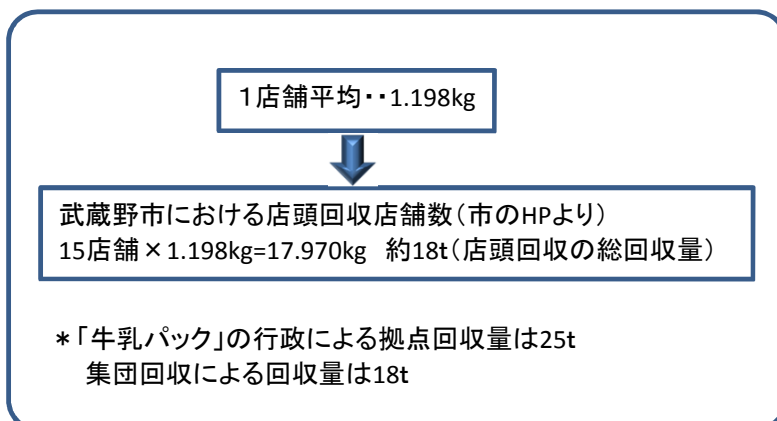 １店舗平均・・1.198kg
武蔵野市における店頭回収店舗数（市のHPより）
15店舗×1.198kg=17.970kg 約18t（店頭回収の総回収量）
＊「牛乳パック」の行政による拠点回収量は25t
集団回収による回収量は18t